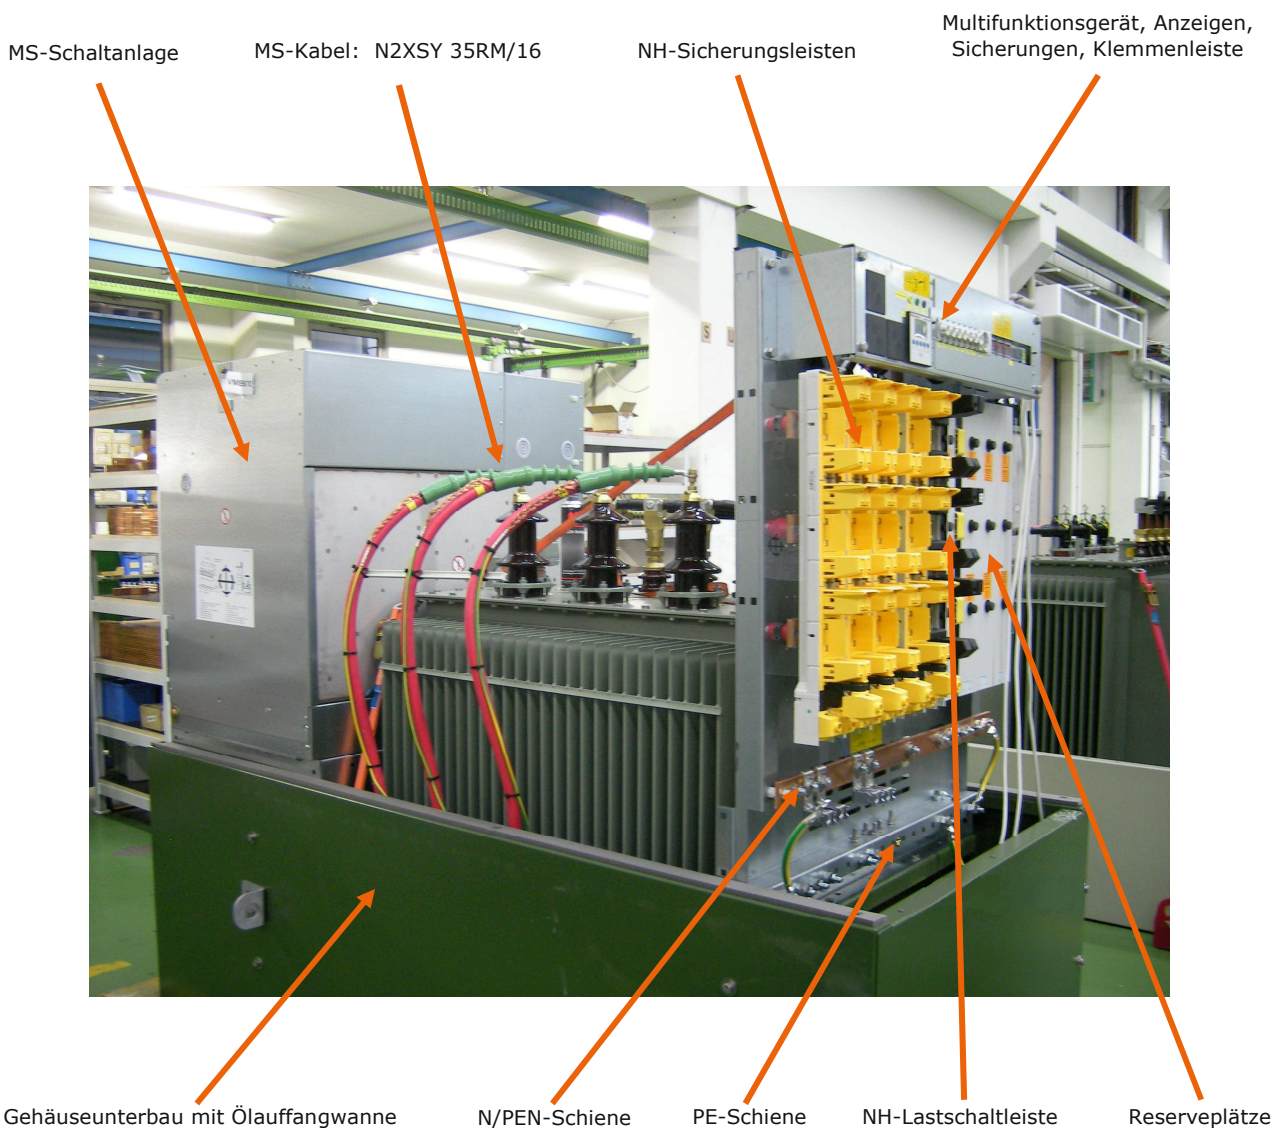 Multifunktionsgerät, Anzeigen,
MS-Schaltanlage MS-Kabel: N2XSY 35RM/16 NH-Sicherungsleisten Sicherungen, Klemmenleiste
S U
Gehäuseunterbau mit Ölauffangwanne N/PEN-Schiene PE-Schiene NH-Lastschaltleiste Reserveplätze